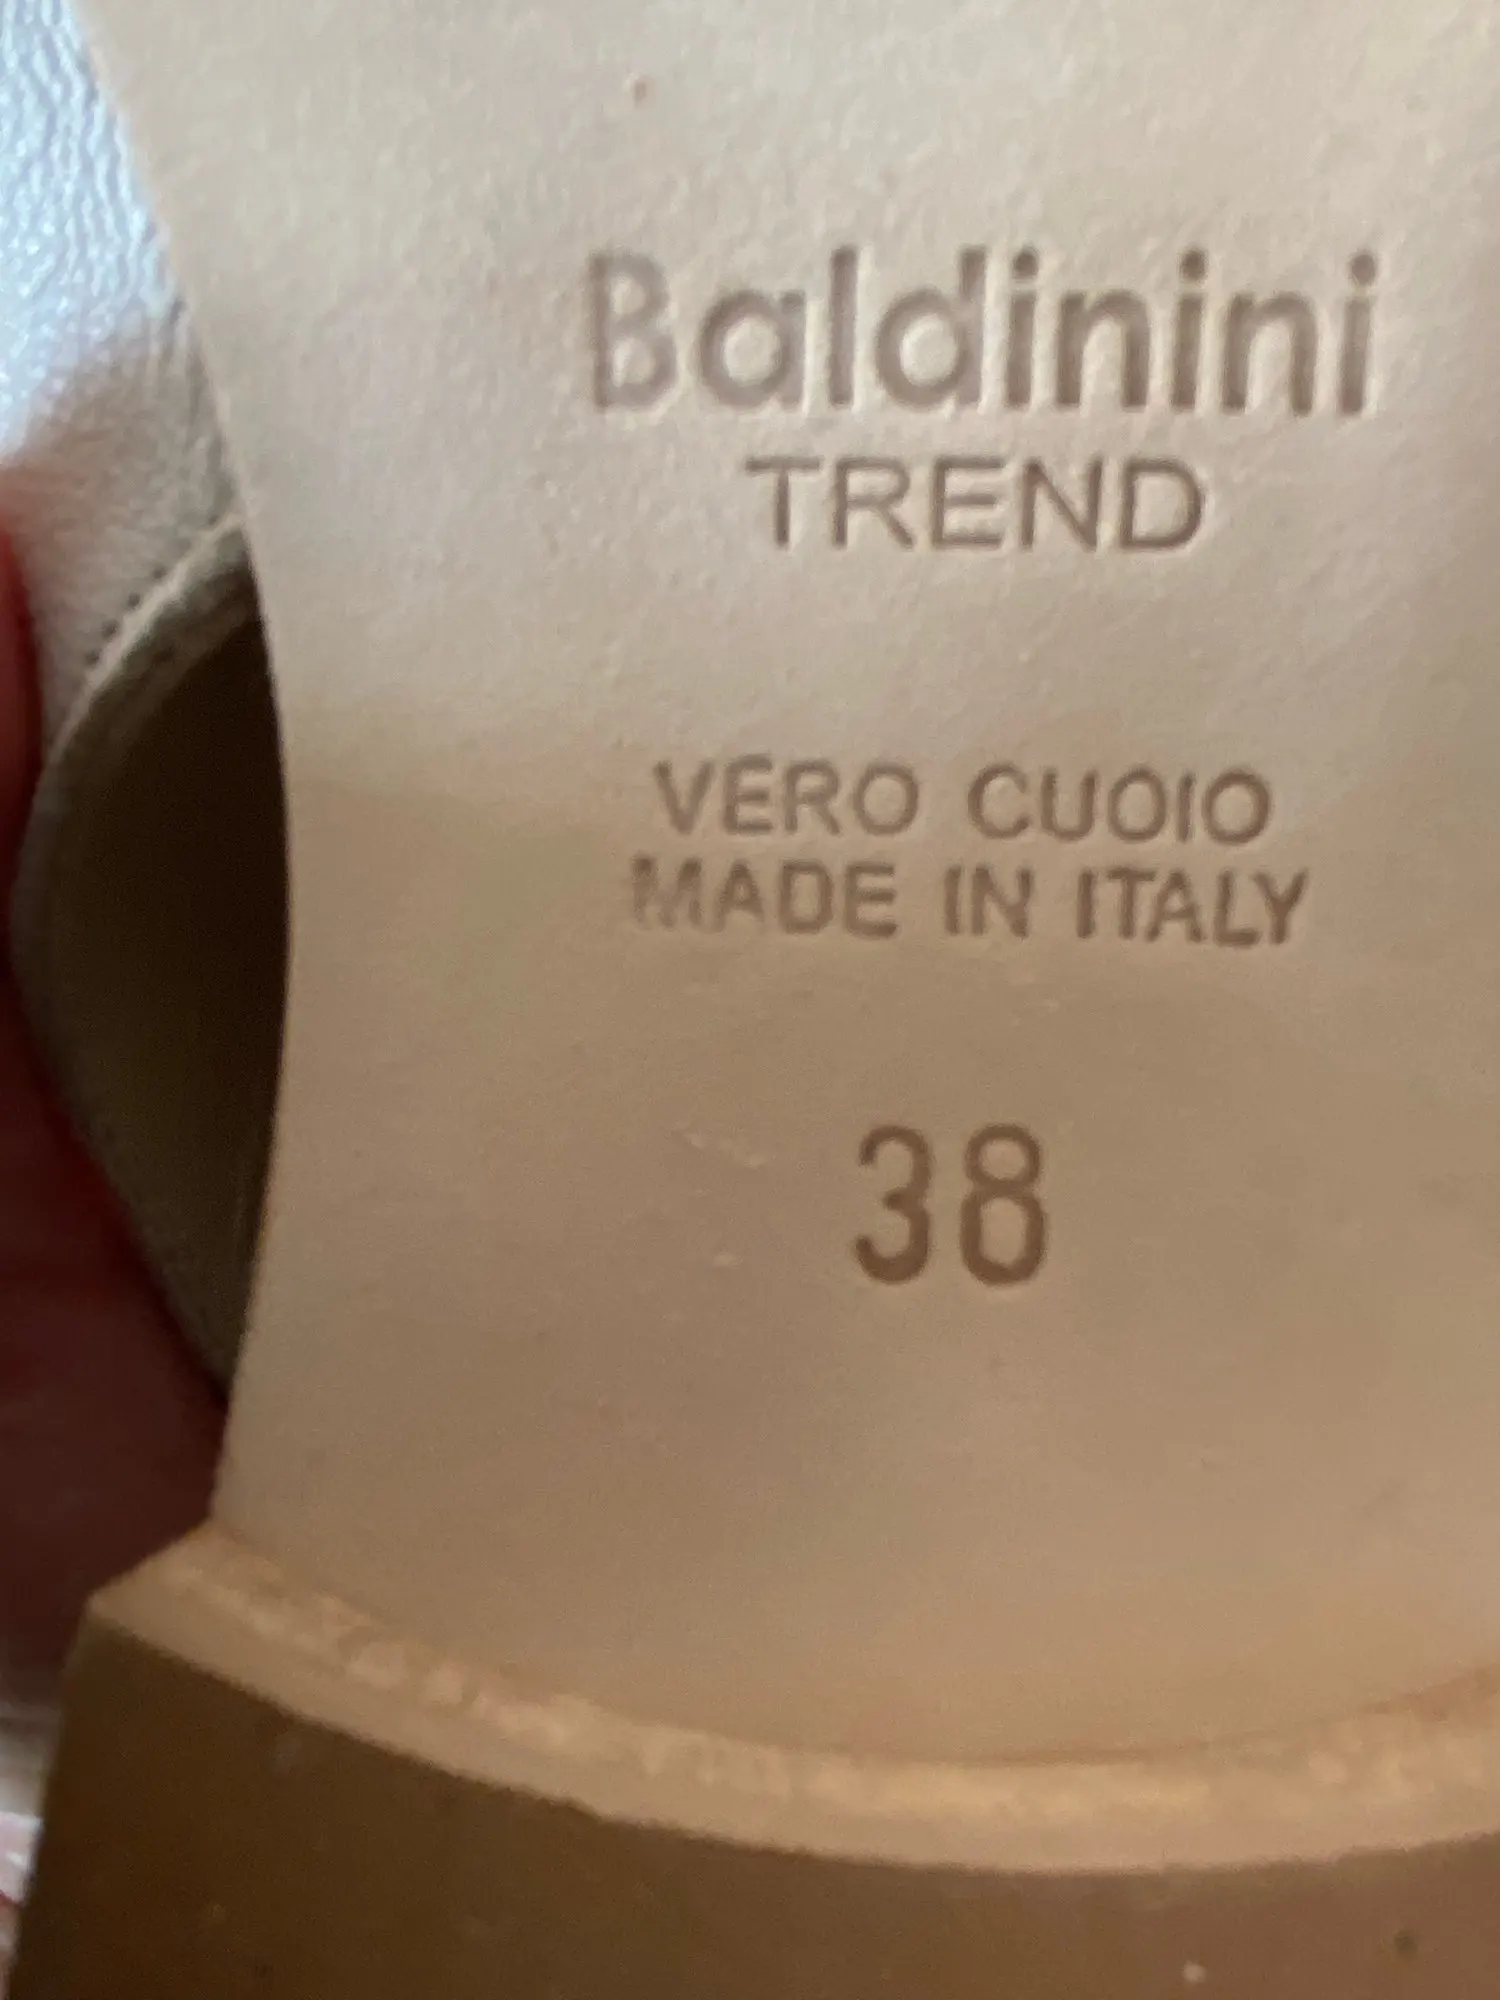 Baldinini
TREND
VERO CUOIO
MADE IN ITALY
38